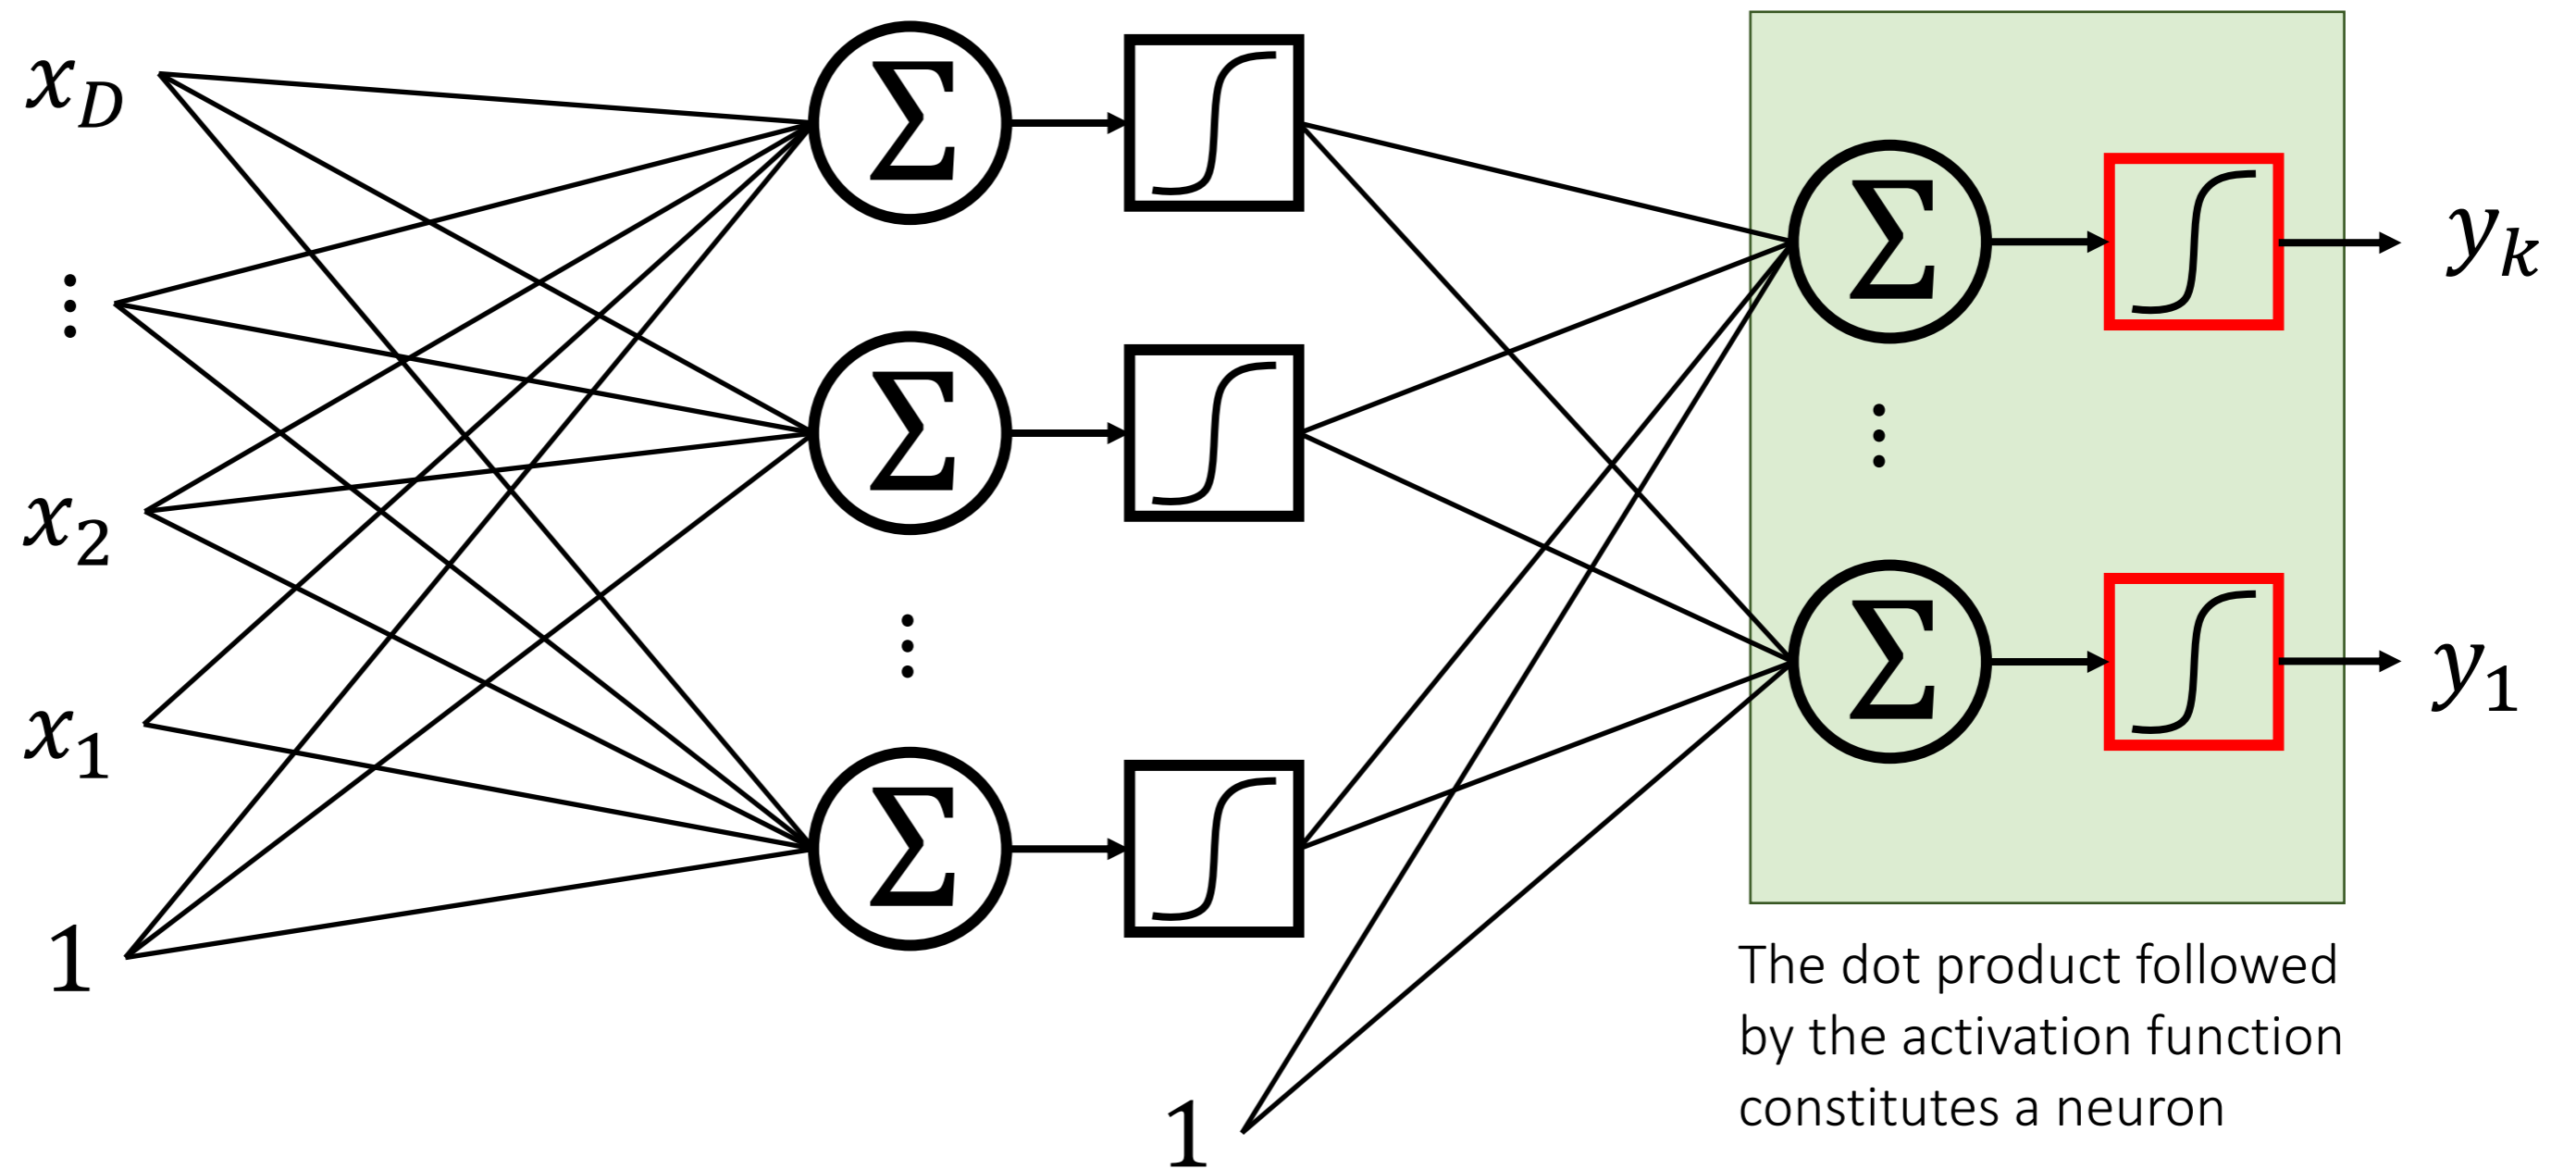 x_D
Σ
Σ
y_k
⋮
Σ
Σ
⋮
x_2
⋮
Σ
Σ
y_1
x_1
1
1
The dot product followed
by the activation function
constitutes a neuron